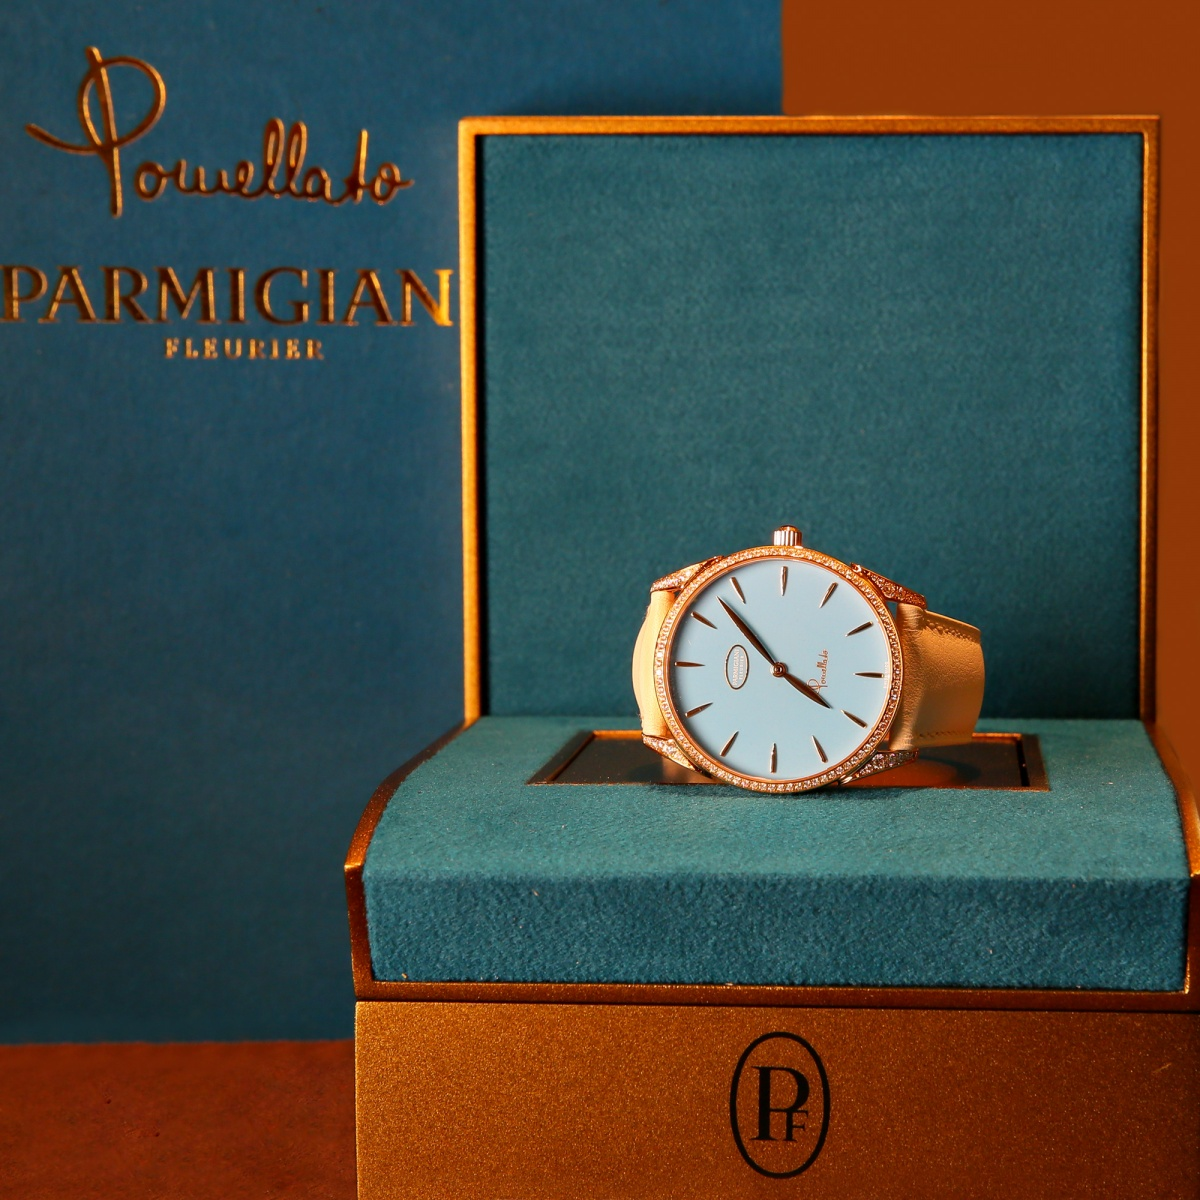 Pomellato
PARMIGIAN
FLEURIER
Pomellato
PF